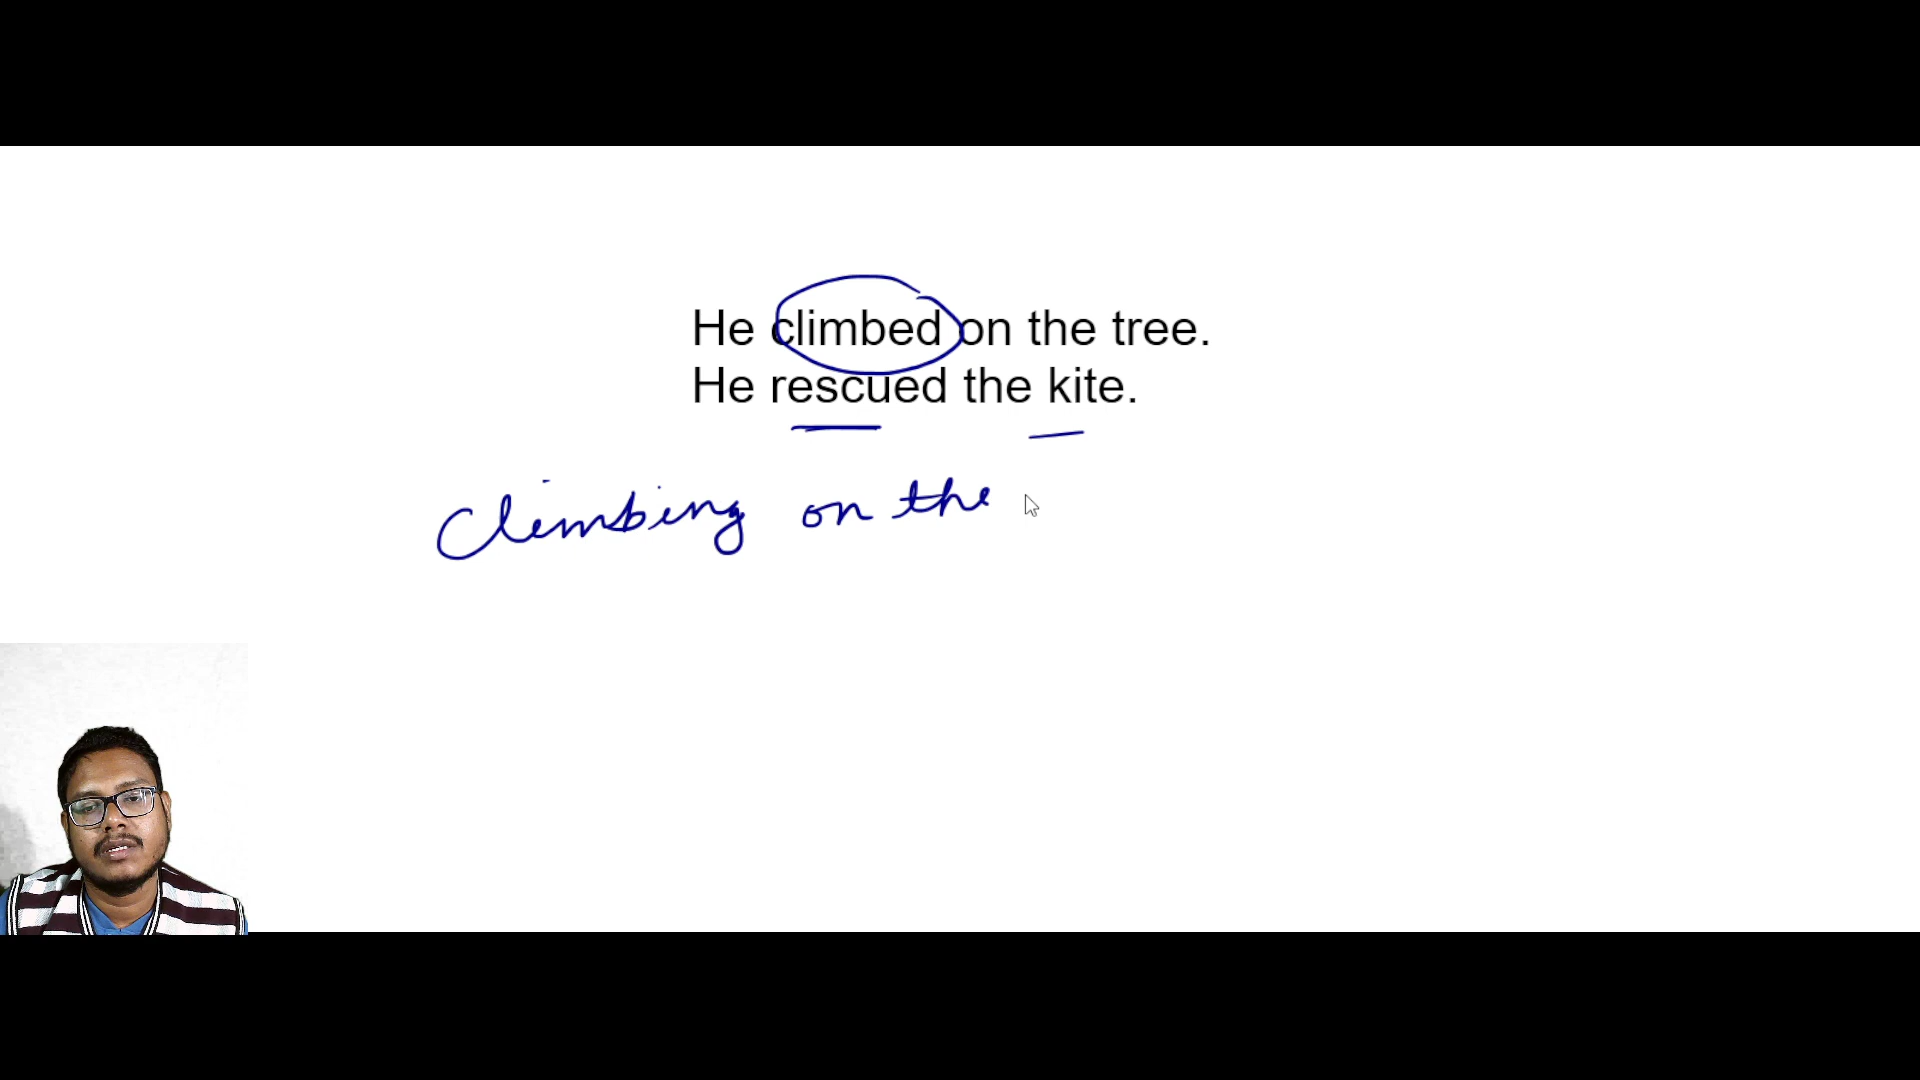 He climbed on the tree.
He rescued the kite.
Climbing on the